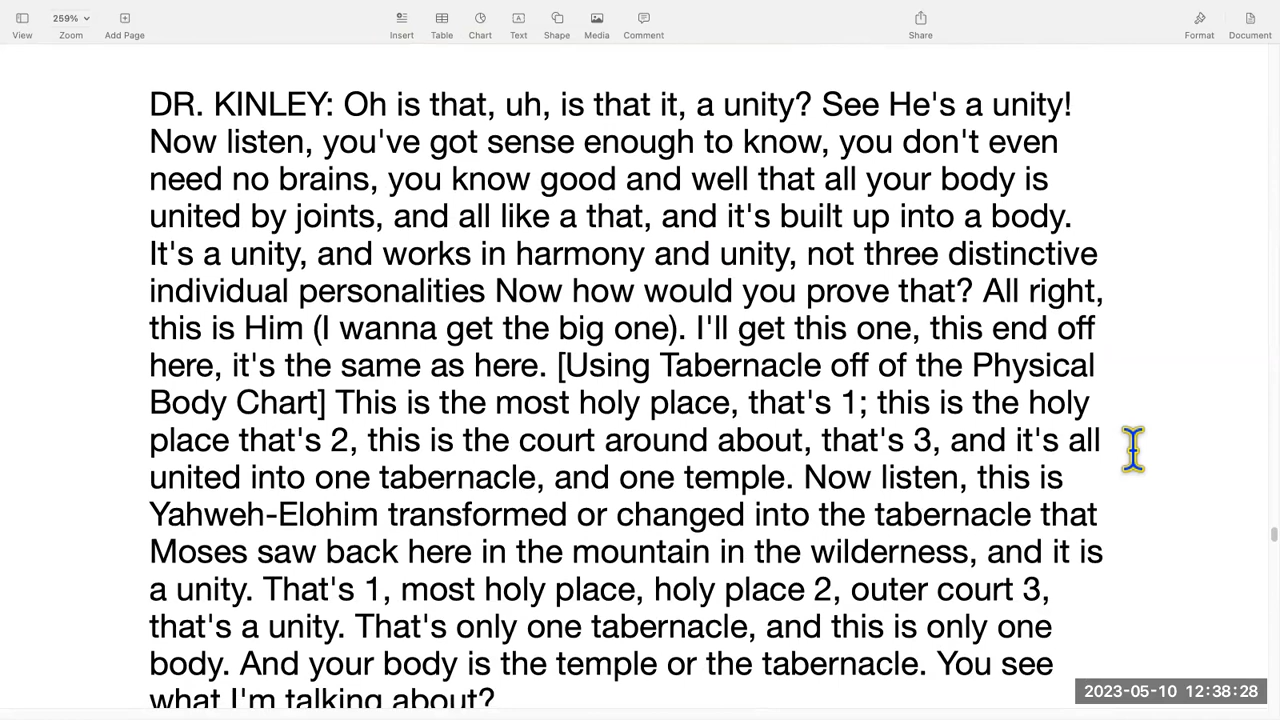 259%
View
Zoom
Add Page
Insert
Table
Chart
Text
Shape
Media
Comment
Share
Format
Document
DR. KINLEY: Oh is that, uh, is that it, a unity? See He's a unity!
Now listen, you've got sense enough to know, you don't even
need no brains, you know good and well that all your body is
united by joints, and all like a that, and it's built up into a body.
It's a unity, and works in harmony and unity, not three distinctive
individual personalities Now how would you prove that? All right,
this is Him (I wanna get the big one). I'll get this one, this end off
here, it's the same as here. [Using Tabernacle off of the Physical
Body Chart] This is the most holy place, that's 1; this is the holy
place that's 2, this is the court around about, that's 3, and it's all
united into one tabernacle, and one temple. Now listen, this is
Yahweh-Elohim transformed or changed into the tabernacle that
Moses saw back here in the mountain in the wilderness, and it is
a unity. That's 1, most holy place, holy place 2, outer court 3,
that's a unity. That's only one tabernacle, and this is only one
body. And your body is the temple or the tabernacle. You see
what I'm talking about?
2023-05-10 12:38:28